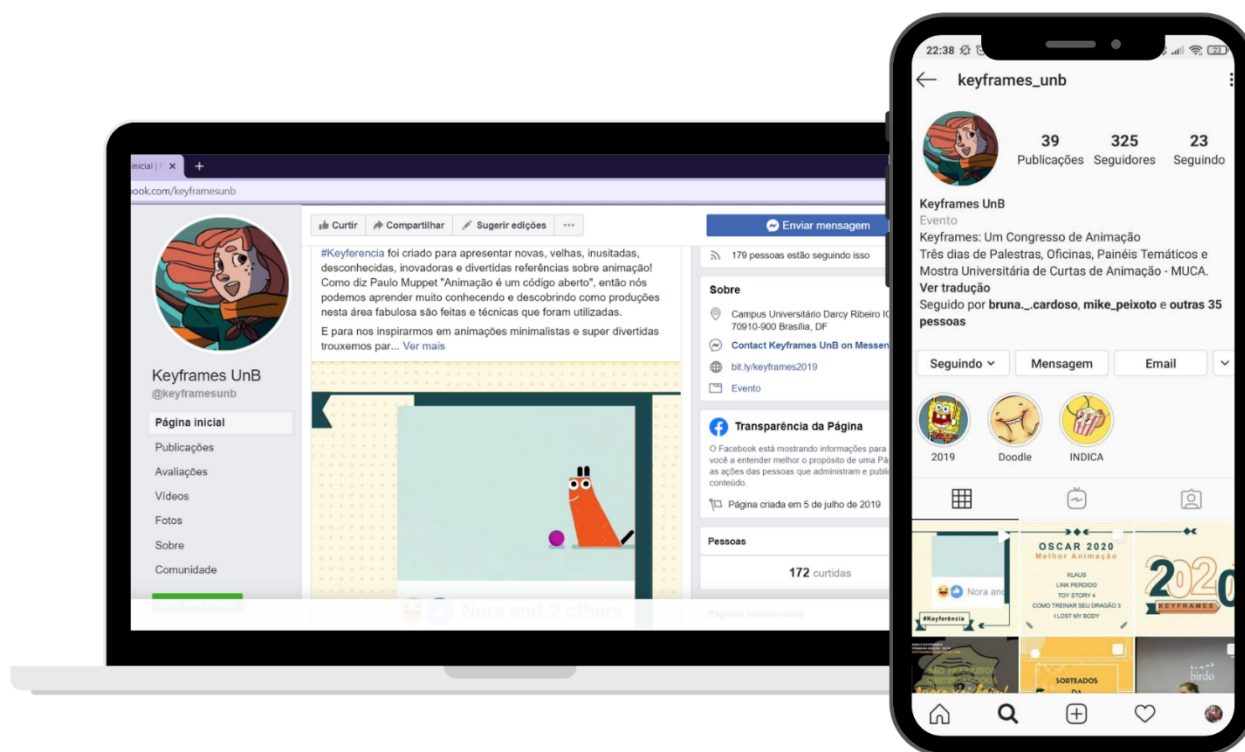 inicial |
book.com/keyframesunb
Keyframes UnB
@keyframesunb
Página inicial
Publicações
Avaliações
Vídeos
Fotos
Sobre
Comunidade
Curtir
Compartilhar
Sugerir edições
#Keyferencia foi criado para apresentar novas, velhas, inusitadas,
desconhecidas, inovadoras e divertidas referências sobre animação!
Como diz Paulo Muppet "Animação é um código aberto", então nós
podemos aprender muito conhecendo e descobrindo como produções
nesta área fabulosa são feitas e técnicas que foram utilizadas.
E para nos inspirarmos em animações minimalistas e super divertidas
trouxemos par... Ver mais
Nora and 2 others
Enviar mensagem
179 pessoas estão seguindo isso
Sobre
Campus Universitário Darcy Ribeiro IC
70910-900 Brasília, DF
Contact Keyframes UnB on Messen
bit.ly/keyframes2019
Evento
Transparência da Página
O Facebook está mostrando informações para
você a entender melhor o propósito de uma Pá
as ações das pessoas que administram e publi
conteúdo.
Página criada em 5 de julho de 2019
Pessoas
172 curtidas
Páginas relacionadas
22:38
23
keyframes_unb
39
325
23
Publicações
Seguidores
Seguindo
Keyframes UnB
Evento
Keyframes: Um Congresso de Animação
Três dias de Palestras, Oficinas, Painéis Temáticos e
Mostra Universitária de Curtas de Animação - MUCA.
Ver tradução
Seguido por bruna._.cardoso, mike_peixoto e outras 35
pessoas
Seguindo
Mensagem
Email
2019
Doodle
INDICA
Nora and
#Keyferência
OSCAR 2020
Melhor Animação
KLAUS
LINK PERDIDO
TOY STORY 4
COMO TREINAR SEU DRAGÃO 3
I LOST MY BODY
2020
KEYFRAMES
SORTEADOS
DA
birdo